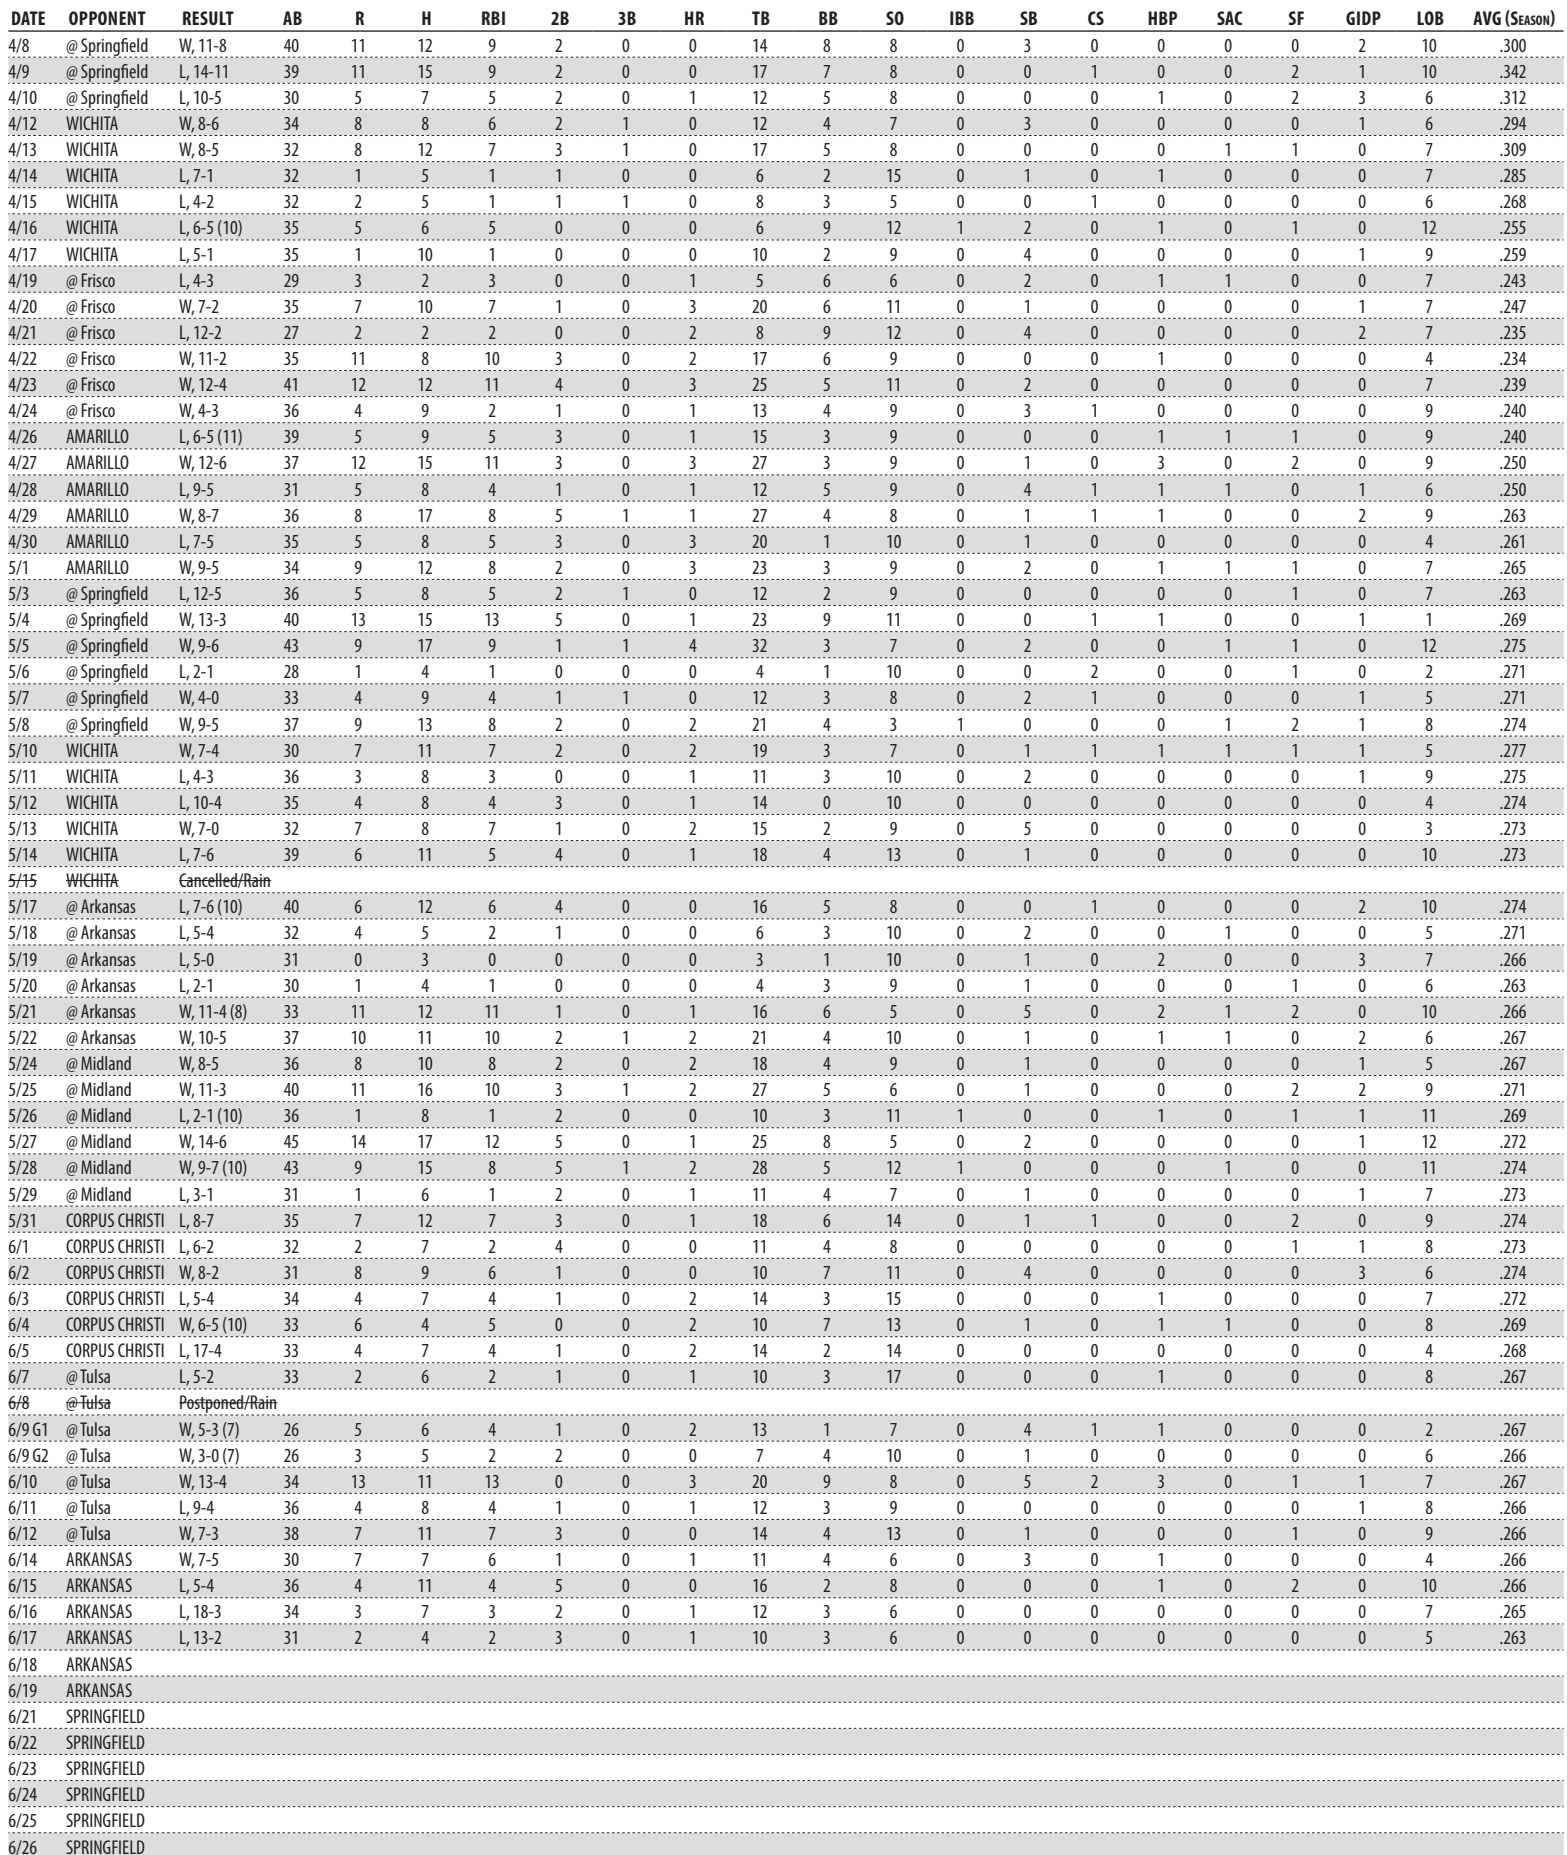 DATE OPPONENT RESULT AB R H RBI 2B 3B HR TB BB SO IBB SB CS HBP SAC SF GIDP LOB AVG (SEASON)
4/8 @ Springfield W, 11-8 40 11 12 9 2 0 0 14 8 8 0 3 0 0 0 0 2 10 .300
4/9 @ Springfield L, 14-11 39 11 15 9 2 0 0 17 7 8 0 0 1 0 0 2 1 10 .342
4/10 @ Springfield L, 10-5 30 5 7 5 2 0 1 12 5 8 0 0 0 1 0 2 3 6 .312
4/12 WICHITA W, 8-6 34 8 8 6 2 1 0 12 4 7 0 3 0 0 0 0 1 6 .294
4/13 WICHITA W, 8-5 32 8 12 7 3 1 0 17 5 8 0 0 0 0 1 1 0 7 .309
4/14 WICHITA L, 7-1 32 1 5 1 1 0 0 6 2 15 0 1 0 1 0 0 0 7 .285
4/15 WICHITA L, 4-2 32 2 5 1 1 1 0 8 3 5 0 0 1 0 0 0 0 6 .268
4/16 WICHITA L, 6-5 (10) 35 5 6 5 0 0 0 6 9 12 1 2 0 1 0 1 0 12 .255
4/17 WICHITA L, 5-1 35 1 10 1 0 0 0 10 2 9 0 4 0 0 0 0 1 9 .259
4/19 @ Frisco L, 4-3 29 3 2 3 0 0 1 5 6 6 0 2 0 1 1 0 0 7 .243
4/20 @ Frisco W, 7-2 35 7 10 7 1 0 3 20 6 11 0 1 0 0 0 0 1 7 .247
4/21 @ Frisco L, 12-2 27 2 2 2 0 0 2 8 9 12 0 4 0 0 0 0 2 7 .235
4/22 @ Frisco W, 11-2 35 11 8 10 3 0 2 17 6 9 0 0 0 1 0 0 0 4 .234
4/23 @ Frisco W, 12-4 41 12 12 11 4 0 3 25 5 11 0 2 0 0 0 0 0 7 .239
4/24 @ Frisco W, 4-3 36 4 9 2 1 0 1 13 4 9 0 3 1 0 0 0 0 9 .240
4/26 AMARILLO L, 6-5 (11) 39 5 9 5 3 0 1 15 3 9 0 0 0 1 1 1 0 9 .240
4/27 AMARILLO W, 12-6 37 12 15 11 3 0 3 27 3 9 0 1 0 3 0 2 0 9 .250
4/28 AMARILLO L, 9-5 31 5 8 4 1 0 1 12 5 9 0 4 1 1 1 0 1 6 .250
4/29 AMARILLO W, 8-7 36 8 17 8 5 1 1 27 4 8 0 1 1 1 0 0 2 9 .263
4/30 AMARILLO L, 7-5 35 5 8 5 3 0 3 20 1 10 0 1 0 0 0 0 0 4 .261
5/1 AMARILLO W, 9-5 34 9 12 8 2 0 3 23 3 9 0 2 0 1 1 1 0 7 .265
5/3 @ Springfield L, 12-5 36 5 8 5 2 1 0 12 2 9 0 0 0 0 0 1 0 7 .263
5/4 @ Springfield W, 13-3 40 13 15 13 5 0 1 23 9 11 0 0 1 1 0 0 1 1 .269
5/5 @ Springfield W, 9-6 43 9 17 9 1 1 4 32 3 7 0 2 0 0 1 1 0 12 .275
5/6 @ Springfield L, 2-1 28 1 4 1 0 0 0 4 1 10 0 0 2 0 0 1 0 2 .271
5/7 @ Springfield W, 4-0 33 4 9 4 1 1 0 12 3 8 0 2 1 0 0 0 1 5 .271
5/8 @ Springfield W, 9-5 37 9 13 8 2 0 2 21 4 3 1 0 0 0 1 2 1 8 .274
5/10 WICHITA W, 7-4 30 7 11 7 2 0 2 19 3 7 0 1 1 1 1 1 1 5 .277
5/11 WICHITA L, 4-3 36 3 8 3 0 0 1 11 3 10 0 2 0 0 0 0 1 9 .275
5/12 WICHITA L, 10-4 35 4 8 4 3 0 1 14 0 10 0 0 0 0 0 0 0 4 .274
5/13 WICHITA W, 7-0 32 7 8 7 1 0 2 15 2 9 0 5 0 0 0 0 0 3 .273
5/14 WICHITA L, 7-6 39 6 11 5 4 0 1 18 4 13 0 1 0 0 0 0 0 10 .273
5/15 WICHITA Cancelled/Rain
5/17 @ Arkansas L, 7-6 (10) 40 6 12 6 4 0 0 16 5 8 0 0 1 0 0 0 2 10 .274
5/18 @ Arkansas L, 5-4 32 4 5 2 1 0 0 6 3 10 0 2 0 0 1 0 0 5 .271
5/19 @ Arkansas L, 5-0 31 0 3 0 0 0 0 3 1 10 0 1 0 2 0 0 3 7 .266
5/20 @ Arkansas L, 2-1 30 1 4 1 0 0 0 4 3 9 0 1 0 0 0 1 0 6 .263
5/21 @ Arkansas W, 11-4 (8) 33 11 12 11 1 0 1 16 6 5 0 5 0 2 1 2 0 10 .266
5/22 @ Arkansas W, 10-5 37 10 11 10 2 1 2 21 4 10 0 1 0 1 1 0 2 6 .267
5/24 @ Midland W, 8-5 36 8 10 8 2 0 2 18 4 9 0 1 0 0 0 0 1 5 .267
5/25 @ Midland W, 11-3 40 11 16 10 3 1 2 27 5 6 0 1 0 0 0 2 2 9 .271
5/26 @ Midland L, 2-1 (10) 36 1 8 1 2 0 0 10 3 11 1 0 0 1 0 1 1 11 .269
5/27 @ Midland W, 14-6 45 14 17 12 5 0 1 25 8 5 0 2 0 0 0 0 1 12 .272
5/28 @ Midland W, 9-7 (10) 43 9 15 8 5 1 2 28 5 12 1 0 0 0 1 0 0 11 .274
5/29 @ Midland L, 3-1 31 1 6 1 2 0 1 11 4 7 0 1 0 0 0 0 1 7 .273
5/31 CORPUS CHRISTI L, 8-7 35 7 12 7 3 0 1 18 6 14 0 1 1 0 0 2 0 9 .274
6/1 CORPUS CHRISTI L, 6-2 32 2 7 2 4 0 0 11 4 8 0 0 0 0 0 1 1 8 .273
6/2 CORPUS CHRISTI W, 8-2 31 8 9 6 1 0 0 10 7 11 0 4 0 0 0 0 3 6 .274
6/3 CORPUS CHRISTI L, 5-4 34 4 7 4 1 0 2 14 3 15 0 0 0 1 0 0 0 7 .272
6/4 CORPUS CHRISTI W, 6-5 (10) 33 6 4 5 0 0 2 10 7 13 0 1 0 1 1 0 0 8 .269
6/5 CORPUS CHRISTI L, 17-4 33 4 7 4 1 0 2 14 2 14 0 0 0 0 0 0 0 4 .268
6/7 @ Tulsa L, 5-2 33 2 6 2 1 0 1 10 3 17 0 0 0 1 0 0 0 8 .267
6/8 @ Tulsa Postponed/Rain
6/9 G1 @ Tulsa W, 5-3 (7) 26 5 6 4 1 0 2 13 1 7 0 4 1 1 0 0 0 2 .267
6/9 G2 @ Tulsa W, 3-0 (7) 26 3 5 2 2 0 0 7 4 10 0 1 0 0 0 0 0 6 .266
6/10 @ Tulsa W, 13-4 34 13 11 13 0 0 3 20 9 8 0 5 2 3 0 1 1 7 .267
6/11 @ Tulsa L, 9-4 36 4 8 4 1 0 1 12 3 9 0 0 0 0 0 0 1 8 .266
6/12 @ Tulsa W, 7-3 38 7 11 7 3 0 0 14 4 13 0 1 0 0 0 1 0 9 .266
6/14 ARKANSAS W, 7-5 30 7 7 6 1 0 1 11 4 6 0 3 0 1 0 0 0 4 .266
6/15 ARKANSAS L, 5-4 36 4 11 4 5 0 0 16 2 8 0 0 0 1 0 2 0 10 .266
6/16 ARKANSAS L, 18-3 34 3 7 3 2 0 1 12 3 6 0 0 0 0 0 0 0 7 .265
6/17 ARKANSAS L, 13-2 31 2 4 2 3 0 1 10 3 6 0 0 0 0 0 0 0 5 .263
6/18 ARKANSAS
6/19 ARKANSAS
6/21 SPRINGFIELD
6/22 SPRINGFIELD
6/23 SPRINGFIELD
6/24 SPRINGFIELD
6/25 SPRINGFIELD
6/26 SPRINGFIELD